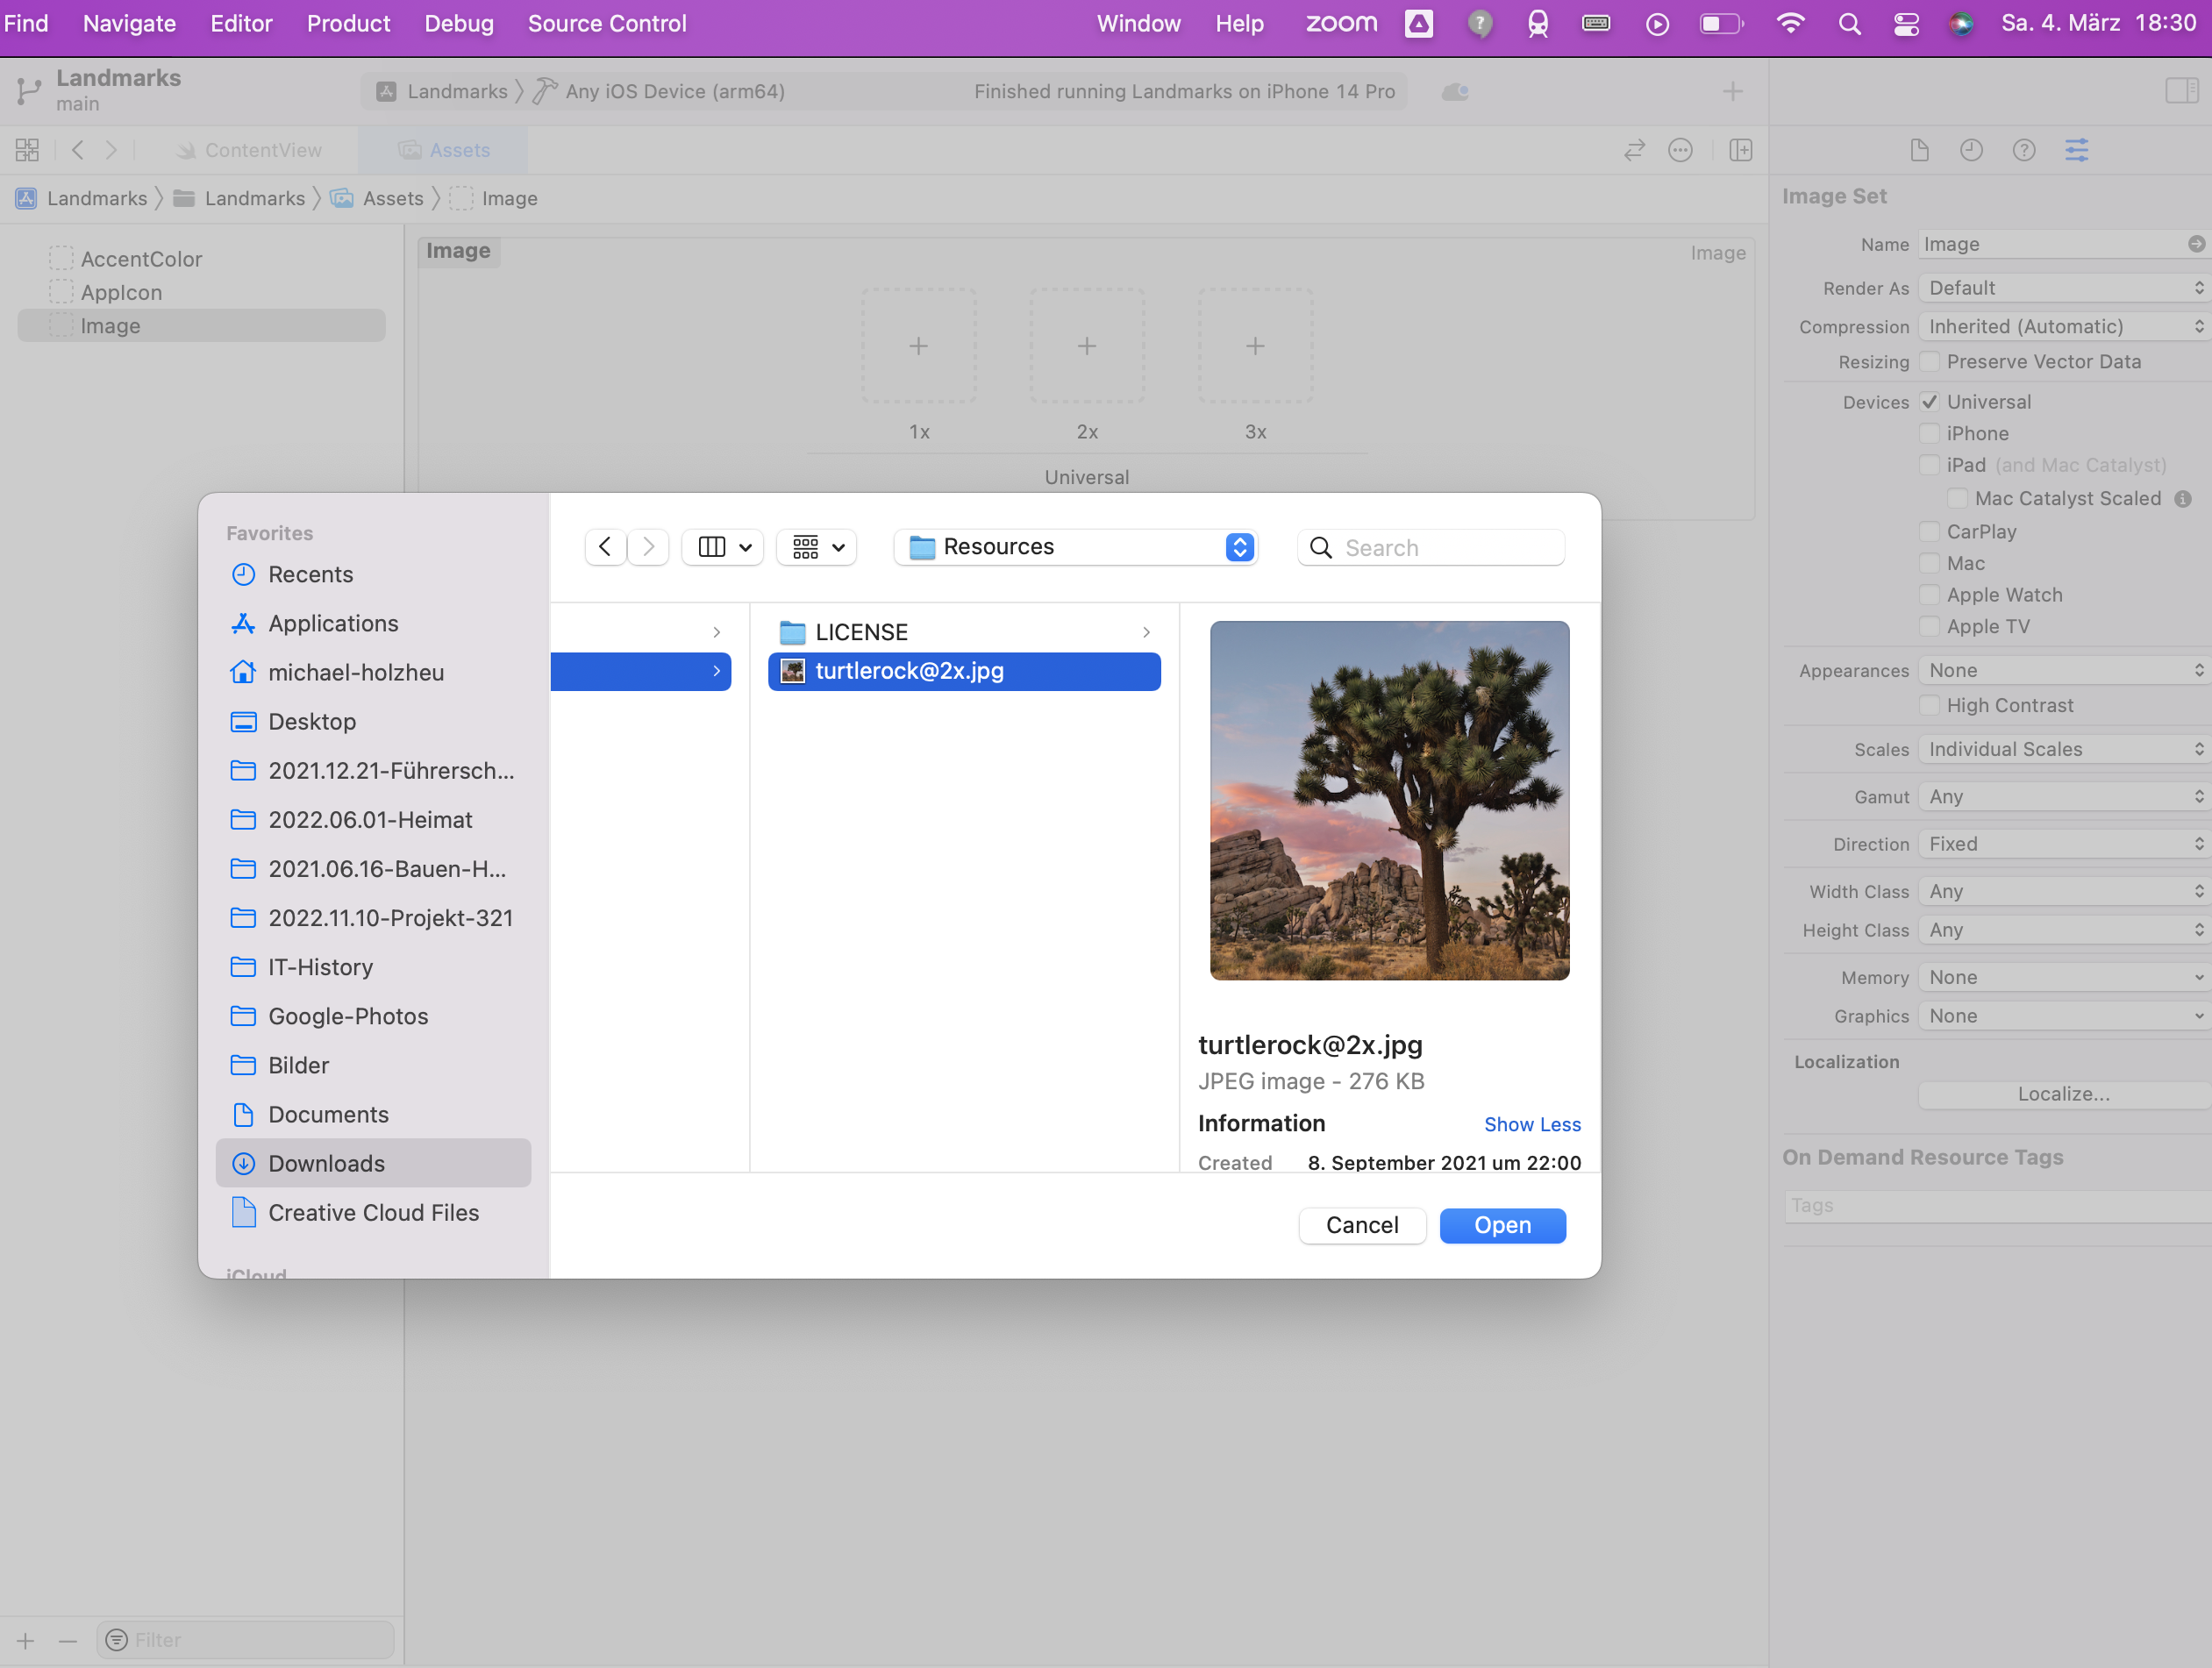 Find Navigate Editor Product Debug Source Control Window Help zoom Sa. 4. März 18:30
Landmarks
main
Landmarks Any iOS Device (arm64) Finished running Landmarks on iPhone 14 Pro
ContentView Assets
Landmarks Landmarks Assets Image
AccentColor
AppIcon
Image
Image Image
1x 2x 3x
Universal
Favorites
Recents
Applications
michael-holzheu
Desktop
2021.12.21-Führersch...
2022.06.01-Heimat
2021.06.16-Bauen-H...
2022.11.10-Projekt-321
IT-History
Google-Photos
Bilder
Documents
Downloads
Creative Cloud Files
iCloud
Resources
Search
LICENSE
turtlerock@2x.jpg
turtlerock@2x.jpg
JPEG image - 276 KB
Information Show Less
Created 8. September 2021 um 22:00
Cancel Open
Image Set
Name Image
Render As Default
Compression Inherited (Automatic)
Resizing Preserve Vector Data
Devices Universal
iPhone
iPad (and Mac Catalyst)
Mac Catalyst Scaled
CarPlay
Mac
Apple Watch
Apple TV
Appearances None
High Contrast
Scales Individual Scales
Gamut Any
Direction Fixed
Width Class Any
Height Class Any
Memory None
Graphics None
Localization
Localize...
On Demand Resource Tags
Tags
Filter